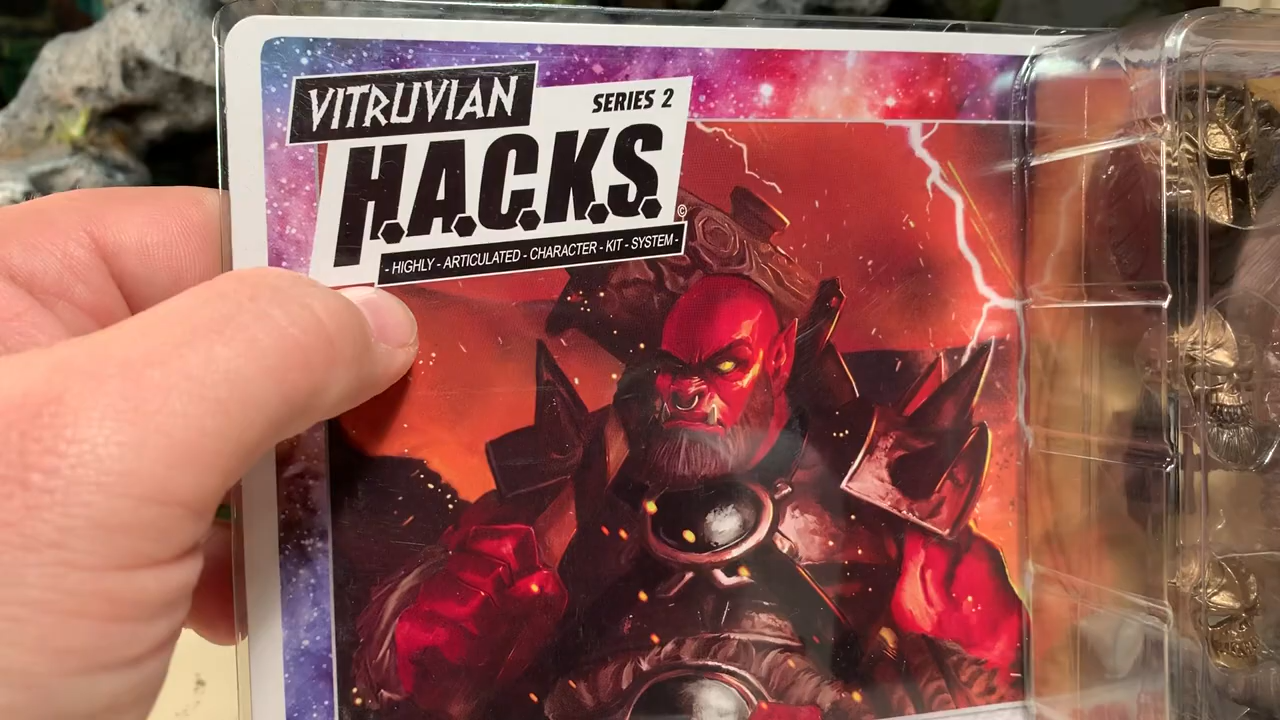 VITRUVIAN
SERIES 2
H.A.C.K.S.
©
- HIGHLY - ARTICULATED - CHARACTER - KIT - SYSTEM -